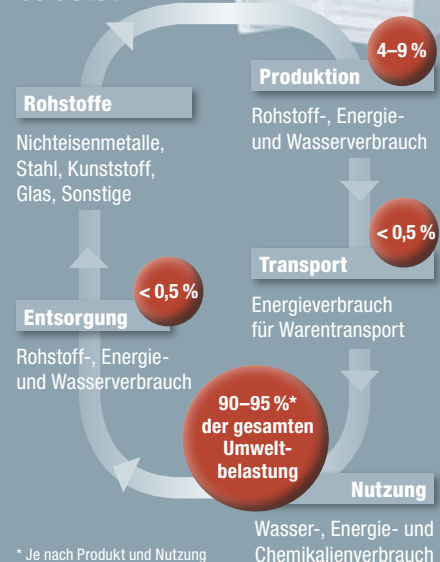 4–9 %
Produktion
Rohstoff-, Energie-
und Wasserverbrauch
< 0,5 %
Transport
Energieverbrauch
für Warentransport
90–95 %*
der gesamten
Umwelt-
belastung
Nutzung
Wasser-, Energie- und
Chemikalienverbrauch
< 0,5 %
Entsorgung
Rohstoff-, Energie-
und Wasserverbrauch
Rohstoffe
Nichteisenmetalle,
Stahl, Kunststoff,
Glas, Sonstige
* Je nach Produkt und Nutzung